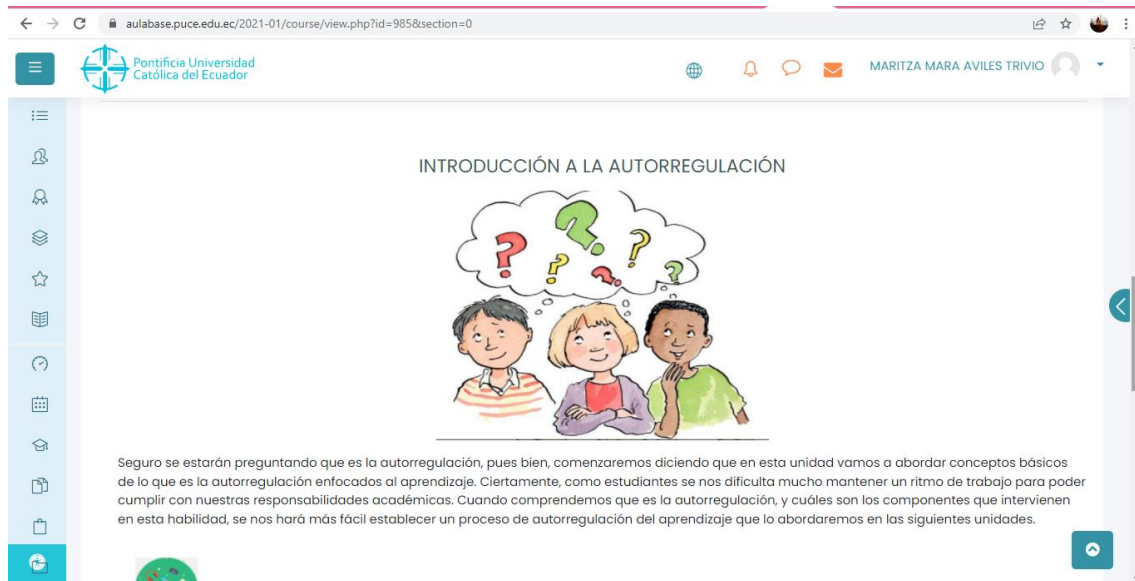 aulabase.puce.edu.ec/2021-01/course/view.php?id=985&section=0
Pontificia Universidad
Católica del Ecuador
MARITZA MARA AVILES TRIVIO
INTRODUCCIÓN A LA AUTORREGULACIÓN
? ? ? ? ?
Seguro se estarán preguntando que es la autorregulación, pues bien, comenzaremos diciendo que en esta unidad vamos a abordar conceptos básicos
de lo que es la autorregulación enfocados al aprendizaje. Ciertamente, como estudiantes se nos dificulta mucho mantener un ritmo de trabajo para poder
cumplir con nuestras responsabilidades académicas. Cuando comprendemos que es la autorregulación, y cuáles son los componentes que intervienen
en esta habilidad, se nos hará más fácil establecer un proceso de autorregulación del aprendizaje que lo abordaremos en las siguientes unidades.